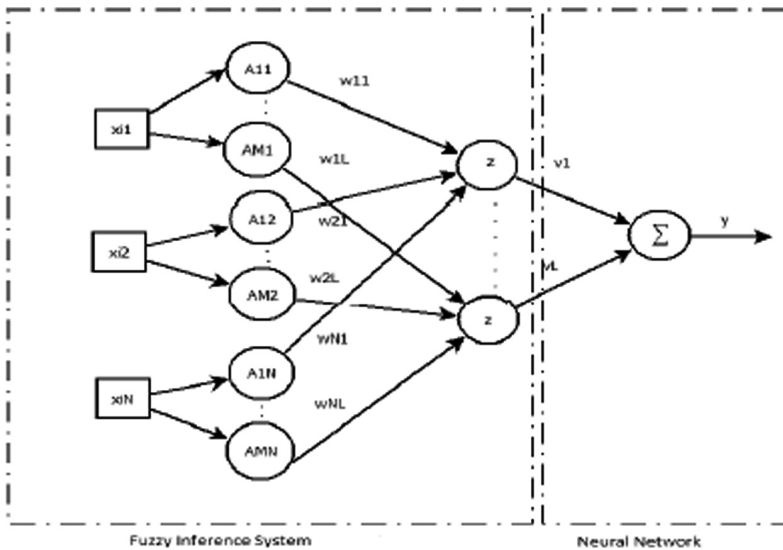 A11
w11
xi1
AM1
w1L
z
v1
A12
w21
Σ
y
xi2
w2L
AM2
vL
z
wN1
A1N
xiN
wNL
AMN
Fuzzy Inference System
Neural Network